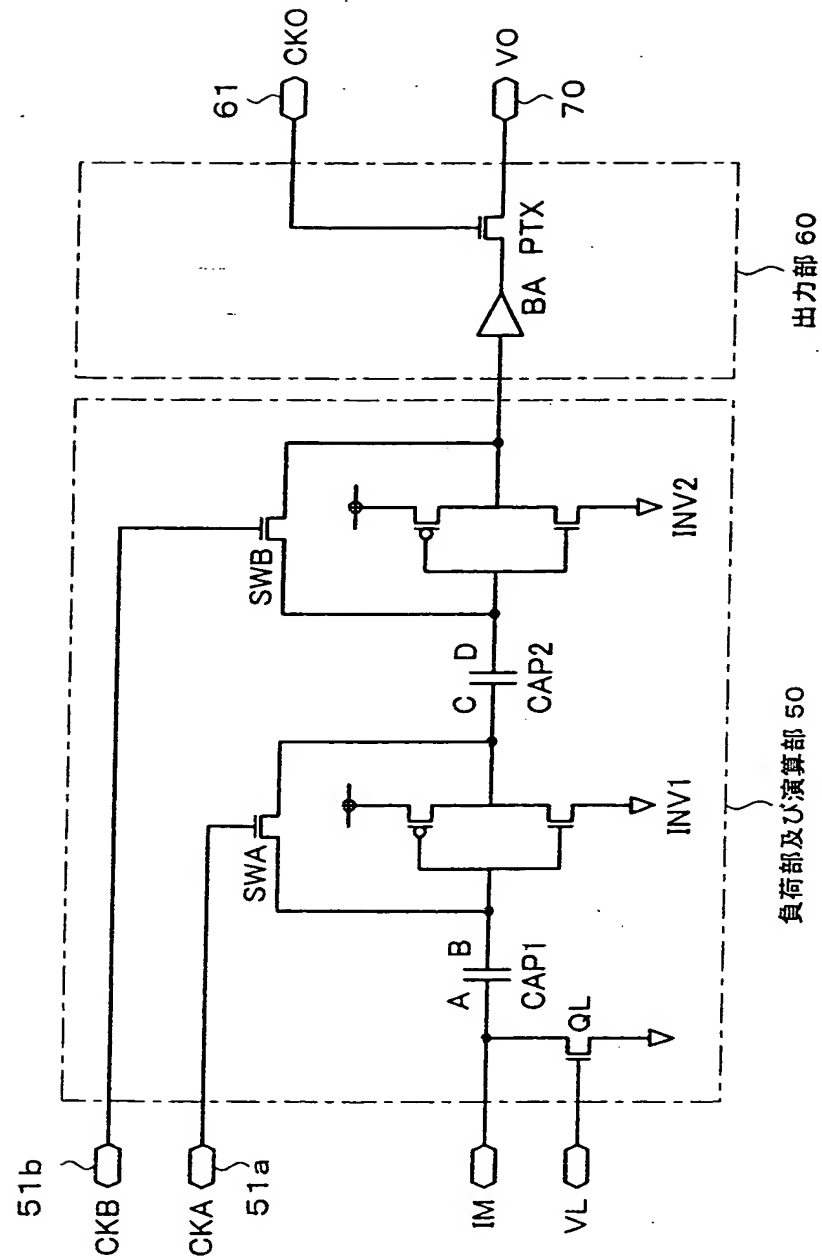 51b
CKB
CKA
51a
IM
VL
SWA
A
B
CAP1
QL
INV1
SWB
C
D
CAP2
INV2
BA
PTX
61
CKO
VO
70
負荷部及び演算部 50
出力部 60